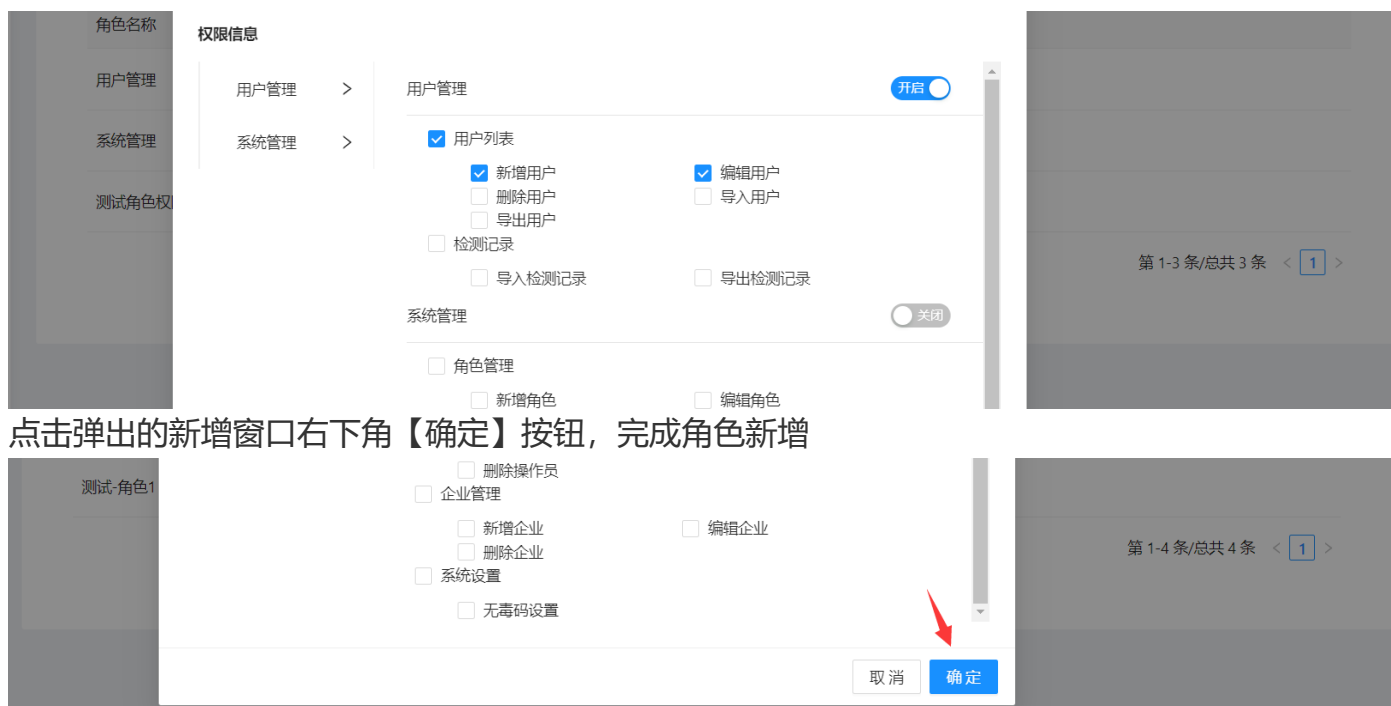 角色名称
权限信息
用户管理
用户管理 >
用户管理
开启
系统管理
系统管理 >
用户列表
新增用户
编辑用户
测试角色权
删除用户
导入用户
导出用户
检测记录
第 1-3 条/总共 3 条 < 1 >
导入检测记录
导出检测记录
系统管理
关闭
角色管理
新增角色
编辑角色
点击弹出的新增窗口右下角【确定】按钮，完成角色新增
测试-角色1
删除操作员
企业管理
新增企业
编辑企业
第 1-4 条/总共 4 条 < 1 >
删除企业
系统设置
无毒码设置
取消
确定